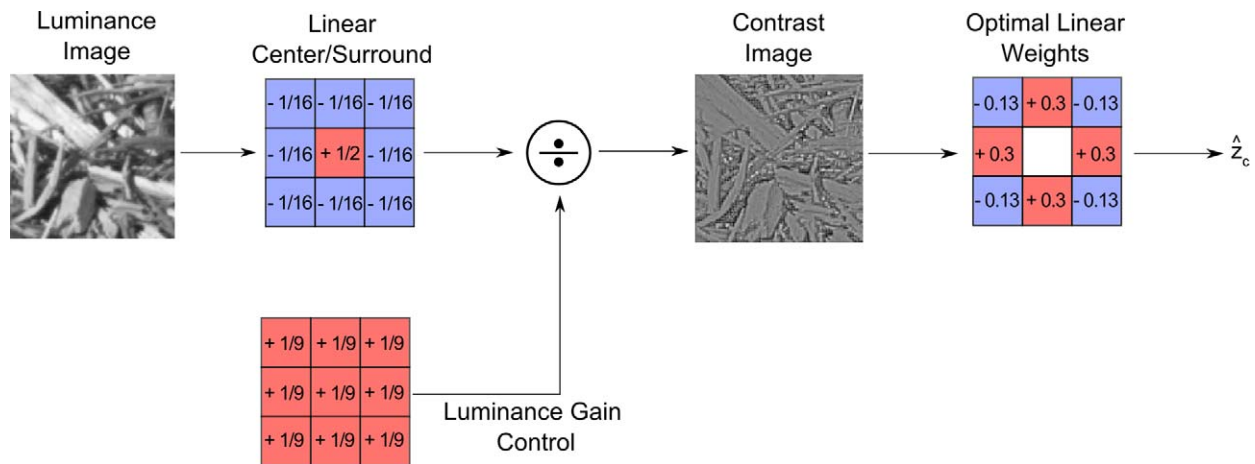 Luminance
Image
Linear
Center/Surround
Contrast
Image
Optimal Linear
Weights
- 1/16 - 1/16 - 1/16
- 1/16 + 1/2 - 1/16
- 1/16 - 1/16 - 1/16
- 0.13 + 0.3 - 0.13
+ 0.3 + 0.3
- 0.13 + 0.3 - 0.13
ẑc
+ 1/9 + 1/9 + 1/9
+ 1/9 + 1/9 + 1/9
+ 1/9 + 1/9 + 1/9
Luminance Gain
Control